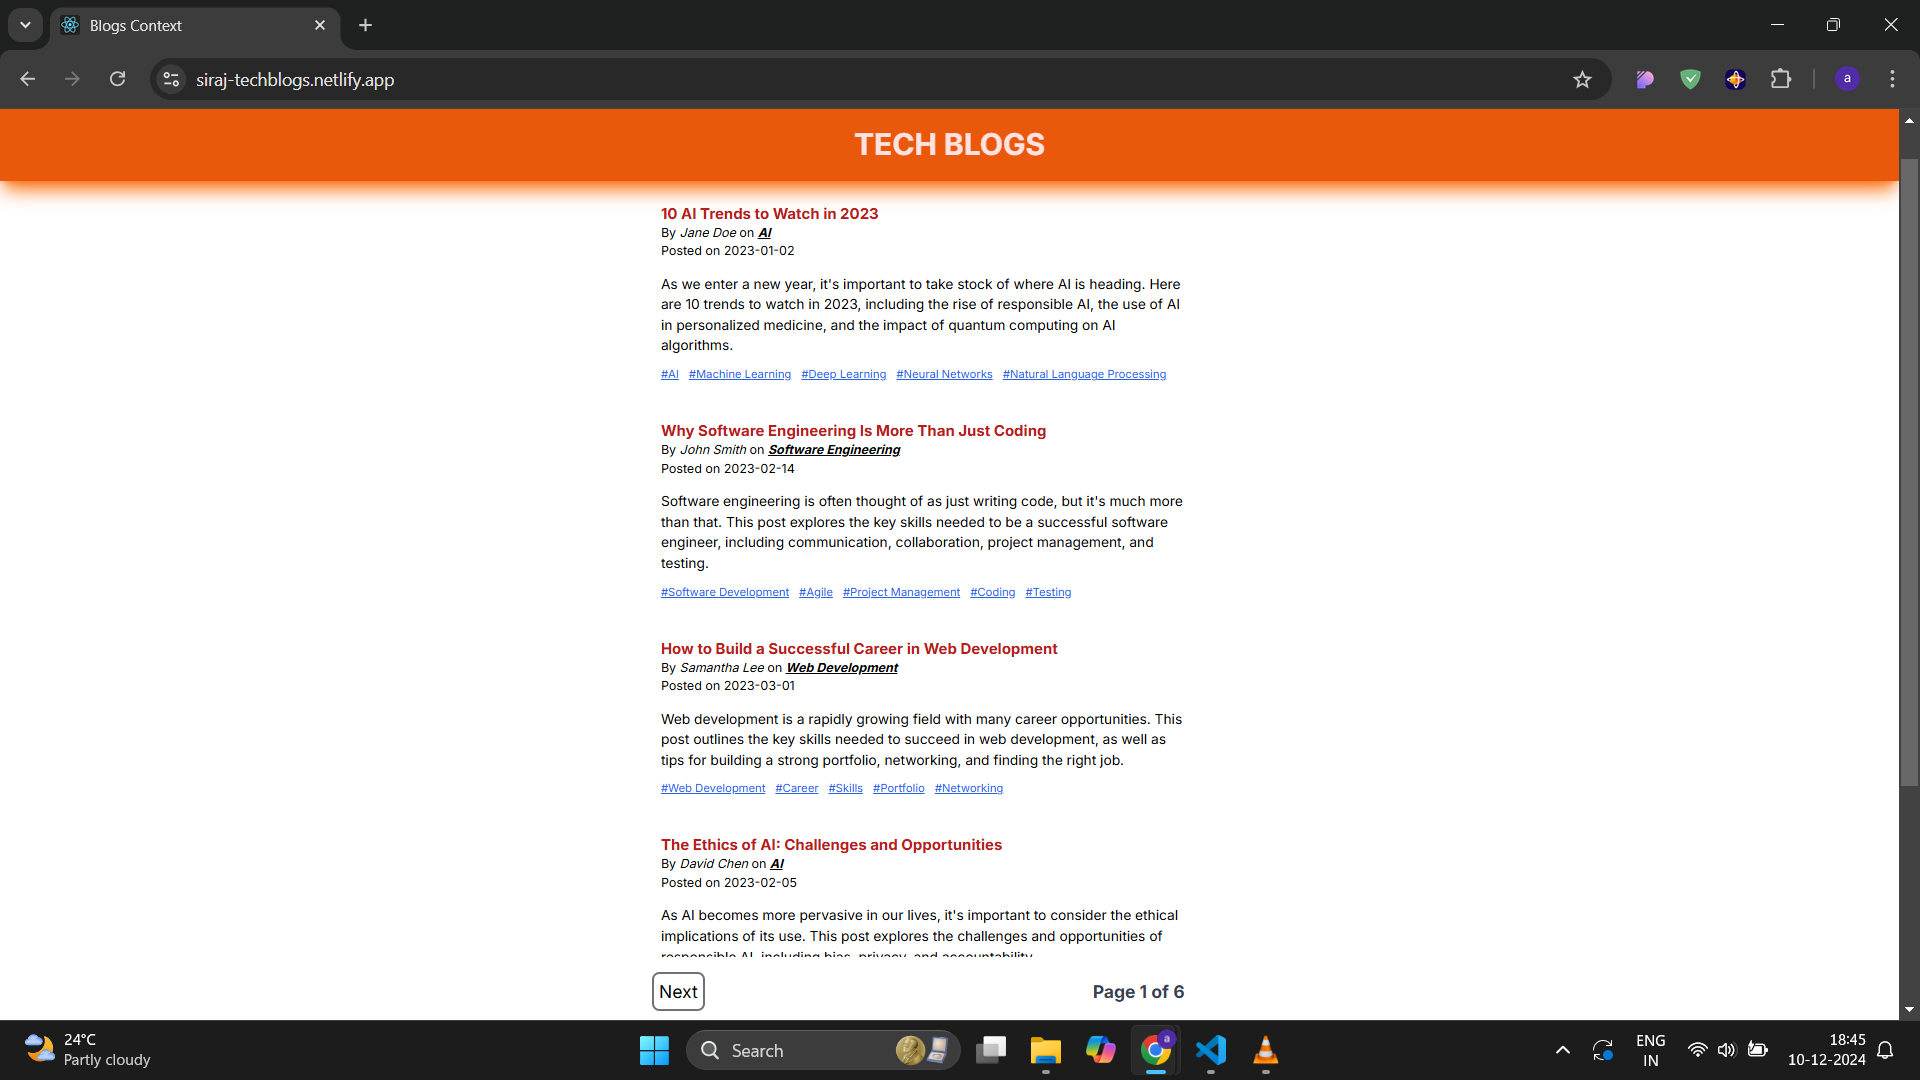 Blogs Context
siraj-techblogs.netlify.app
a
TECH BLOGS
10 AI Trends to Watch in 2023
By Jane Doe on AI
Posted on 2023-01-02
As we enter a new year, it's important to take stock of where AI is heading. Here
are 10 trends to watch in 2023, including the rise of responsible AI, the use of AI
in personalized medicine, and the impact of quantum computing on AI
algorithms.
#AI #Machine Learning #Deep Learning #Neural Networks #Natural Language Processing
Why Software Engineering Is More Than Just Coding
By John Smith on Software Engineering
Posted on 2023-02-14
Software engineering is often thought of as just writing code, but it's much more
than that. This post explores the key skills needed to be a successful software
engineer, including communication, collaboration, project management, and
testing.
#Software Development #Agile #Project Management #Coding #Testing
How to Build a Successful Career in Web Development
By Samantha Lee on Web Development
Posted on 2023-03-01
Web development is a rapidly growing field with many career opportunities. This
post outlines the key skills needed to succeed in web development, as well as
tips for building a strong portfolio, networking, and finding the right job.
#Web Development #Career #Skills #Portfolio #Networking
The Ethics of AI: Challenges and Opportunities
By David Chen on AI
Posted on 2023-02-05
As AI becomes more pervasive in our lives, it's important to consider the ethical
implications of its use. This post explores the challenges and opportunities of
responsible AI, including bias, privacy, and accountability.
Next
Page 1 of 6
24°C
Partly cloudy
Search
a
ENG
IN
18:45
10-12-2024